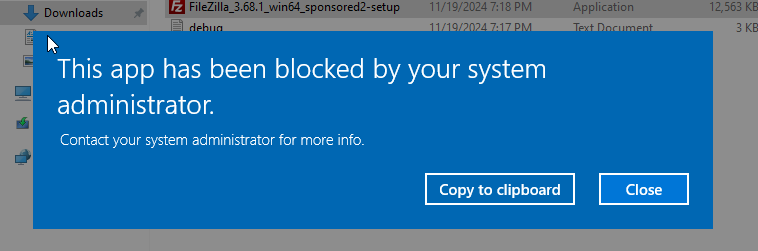 Downloads
FileZilla_3.68.1_win64_sponsored2-setup 11/19/2024 7:18 PM Application 12,563 KB
debug 11/19/2024 7:17 PM Text Document 3 KB
This app has been blocked by your system
administrator.
Contact your system administrator for more info.
Copy to clipboard Close